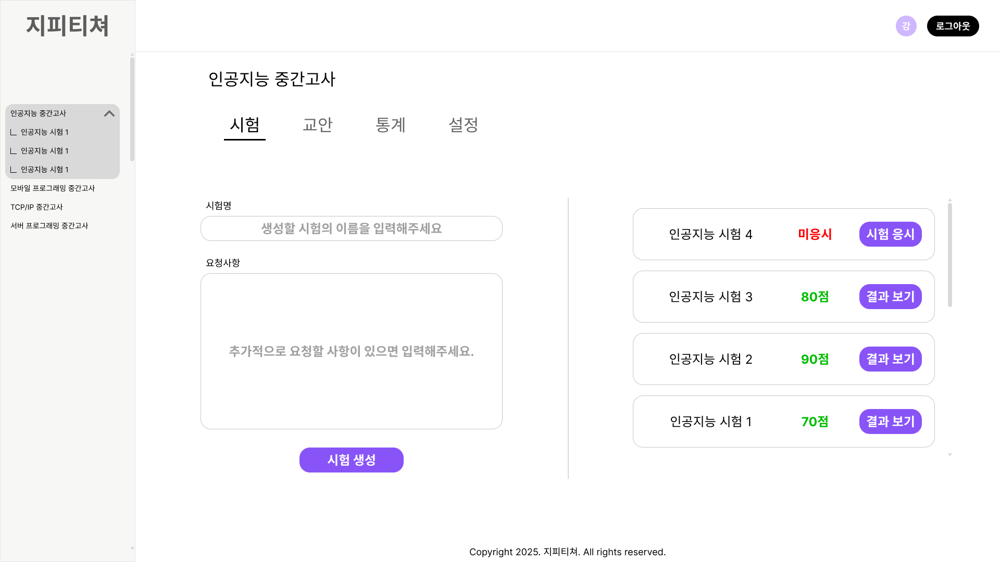 지피티쳐
강
로그아웃
인공지능 중간고사
인공지능 시험 1
인공지능 시험 1
인공지능 시험 1
모바일 프로그래밍 중간고사
TCP/IP 중간고사
서버 프로그래밍 중간고사
인공지능 중간고사
시험 교안 통계 설정
시험명
생성할 시험의 이름을 입력해주세요
요청사항
추가적으로 요청할 사항이 있으면 입력해주세요.
시험 생성
인공지능 시험 4 미응시 시험 응시
인공지능 시험 3 80점 결과 보기
인공지능 시험 2 90점 결과 보기
인공지능 시험 1 70점 결과 보기
Copyright 2025. 지피티쳐. All rights reserved.